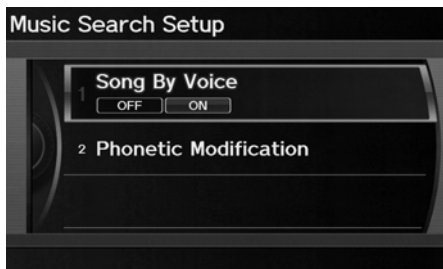 Music Search Setup
1 Song By Voice
OFF ON
2 Phonetic Modification